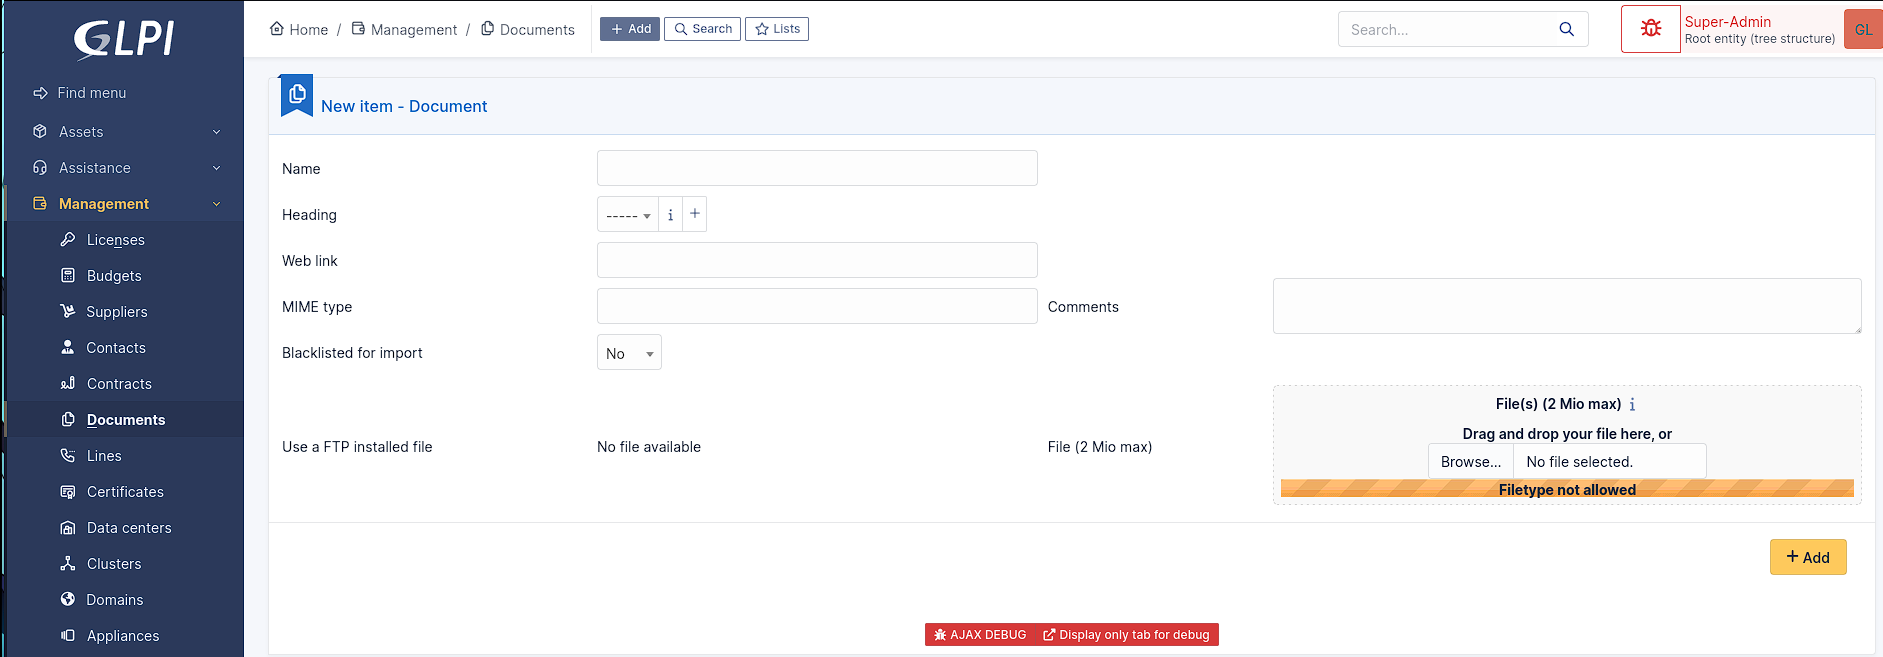 GLPI
Home / Management / Documents
Add
Search
Lists
Search...
Super-Admin
Root entity (tree structure)
GL
Find menu
Assets
Assistance
Management
Licenses
Budgets
Suppliers
Contacts
Contracts
Documents
Lines
Certificates
Data centers
Clusters
Domains
Appliances
New item - Document
Name
Heading
----- i +
Web link
MIME type
Comments
Blacklisted for import
No
Use a FTP installed file
No file available
File (2 Mio max)
File(s) (2 Mio max) i
Drag and drop your file here, or
Browse... No file selected.
Filetype not allowed
+ Add
AJAX DEBUG
Display only tab for debug